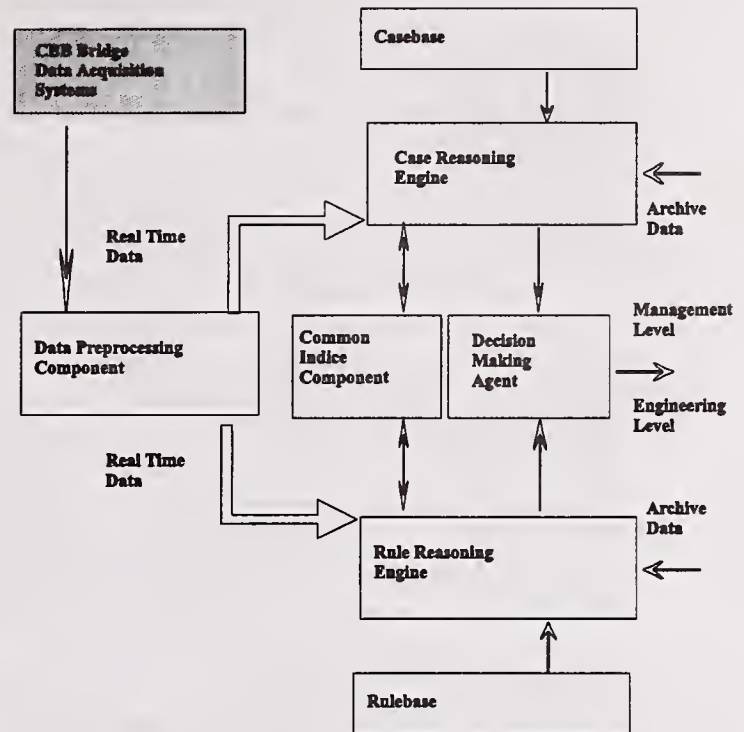 CBB Bridge
Data Acquisition
Systems
Casebase
Case Reasoning
Engine
Archive
Data
Real Time
Data
Data Preprocessing
Component
Common
Indice
Component
Decision
Making
Agent
Management
Level
Engineering
Level
Real Time
Data
Archive
Data
Rule Reasoning
Engine
Rulebase